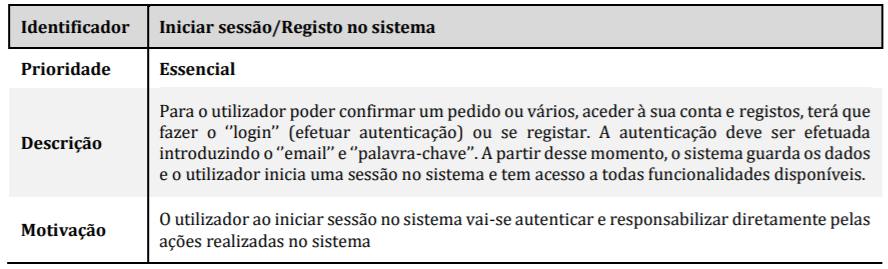 Identificador Iniciar sessão/Registo no sistema
Prioridade Essencial
Descrição
Para o utilizador poder confirmar um pedido ou vários, aceder à sua conta e registos, terá que
fazer o ‘’login’’ (efetuar autenticação) ou se registar. A autenticação deve ser efetuada
introduzindo o ‘’email’’ e ‘’palavra-chave’’. A partir desse momento, o sistema guarda os dados
e o utilizador inicia uma sessão no sistema e tem acesso a todas funcionalidades disponíveis.
Motivação
O utilizador ao iniciar sessão no sistema vai-se autenticar e responsabilizar diretamente pelas
ações realizadas no sistema